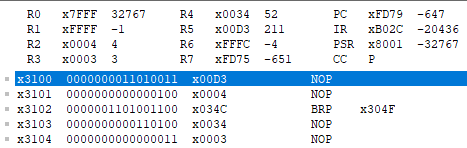 R0 x7FFF 32767 R4 x0034 52 PC xFD79 -647
R1 xFFFF -1 R5 x00D3 211 IR xB02C -20436
R2 x0004 4 R6 xFFFC -4 PSR x8001 -32767
R3 x0003 3 R7 xFD75 -651 CC P
x3100 0000000011010011 x00D3 NOP
x3101 0000000000000100 x0004 NOP
x3102 0000001101001100 x034C BRP x304F
x3103 0000000000110100 x0034 NOP
x3104 0000000000000011 x0003 NOP